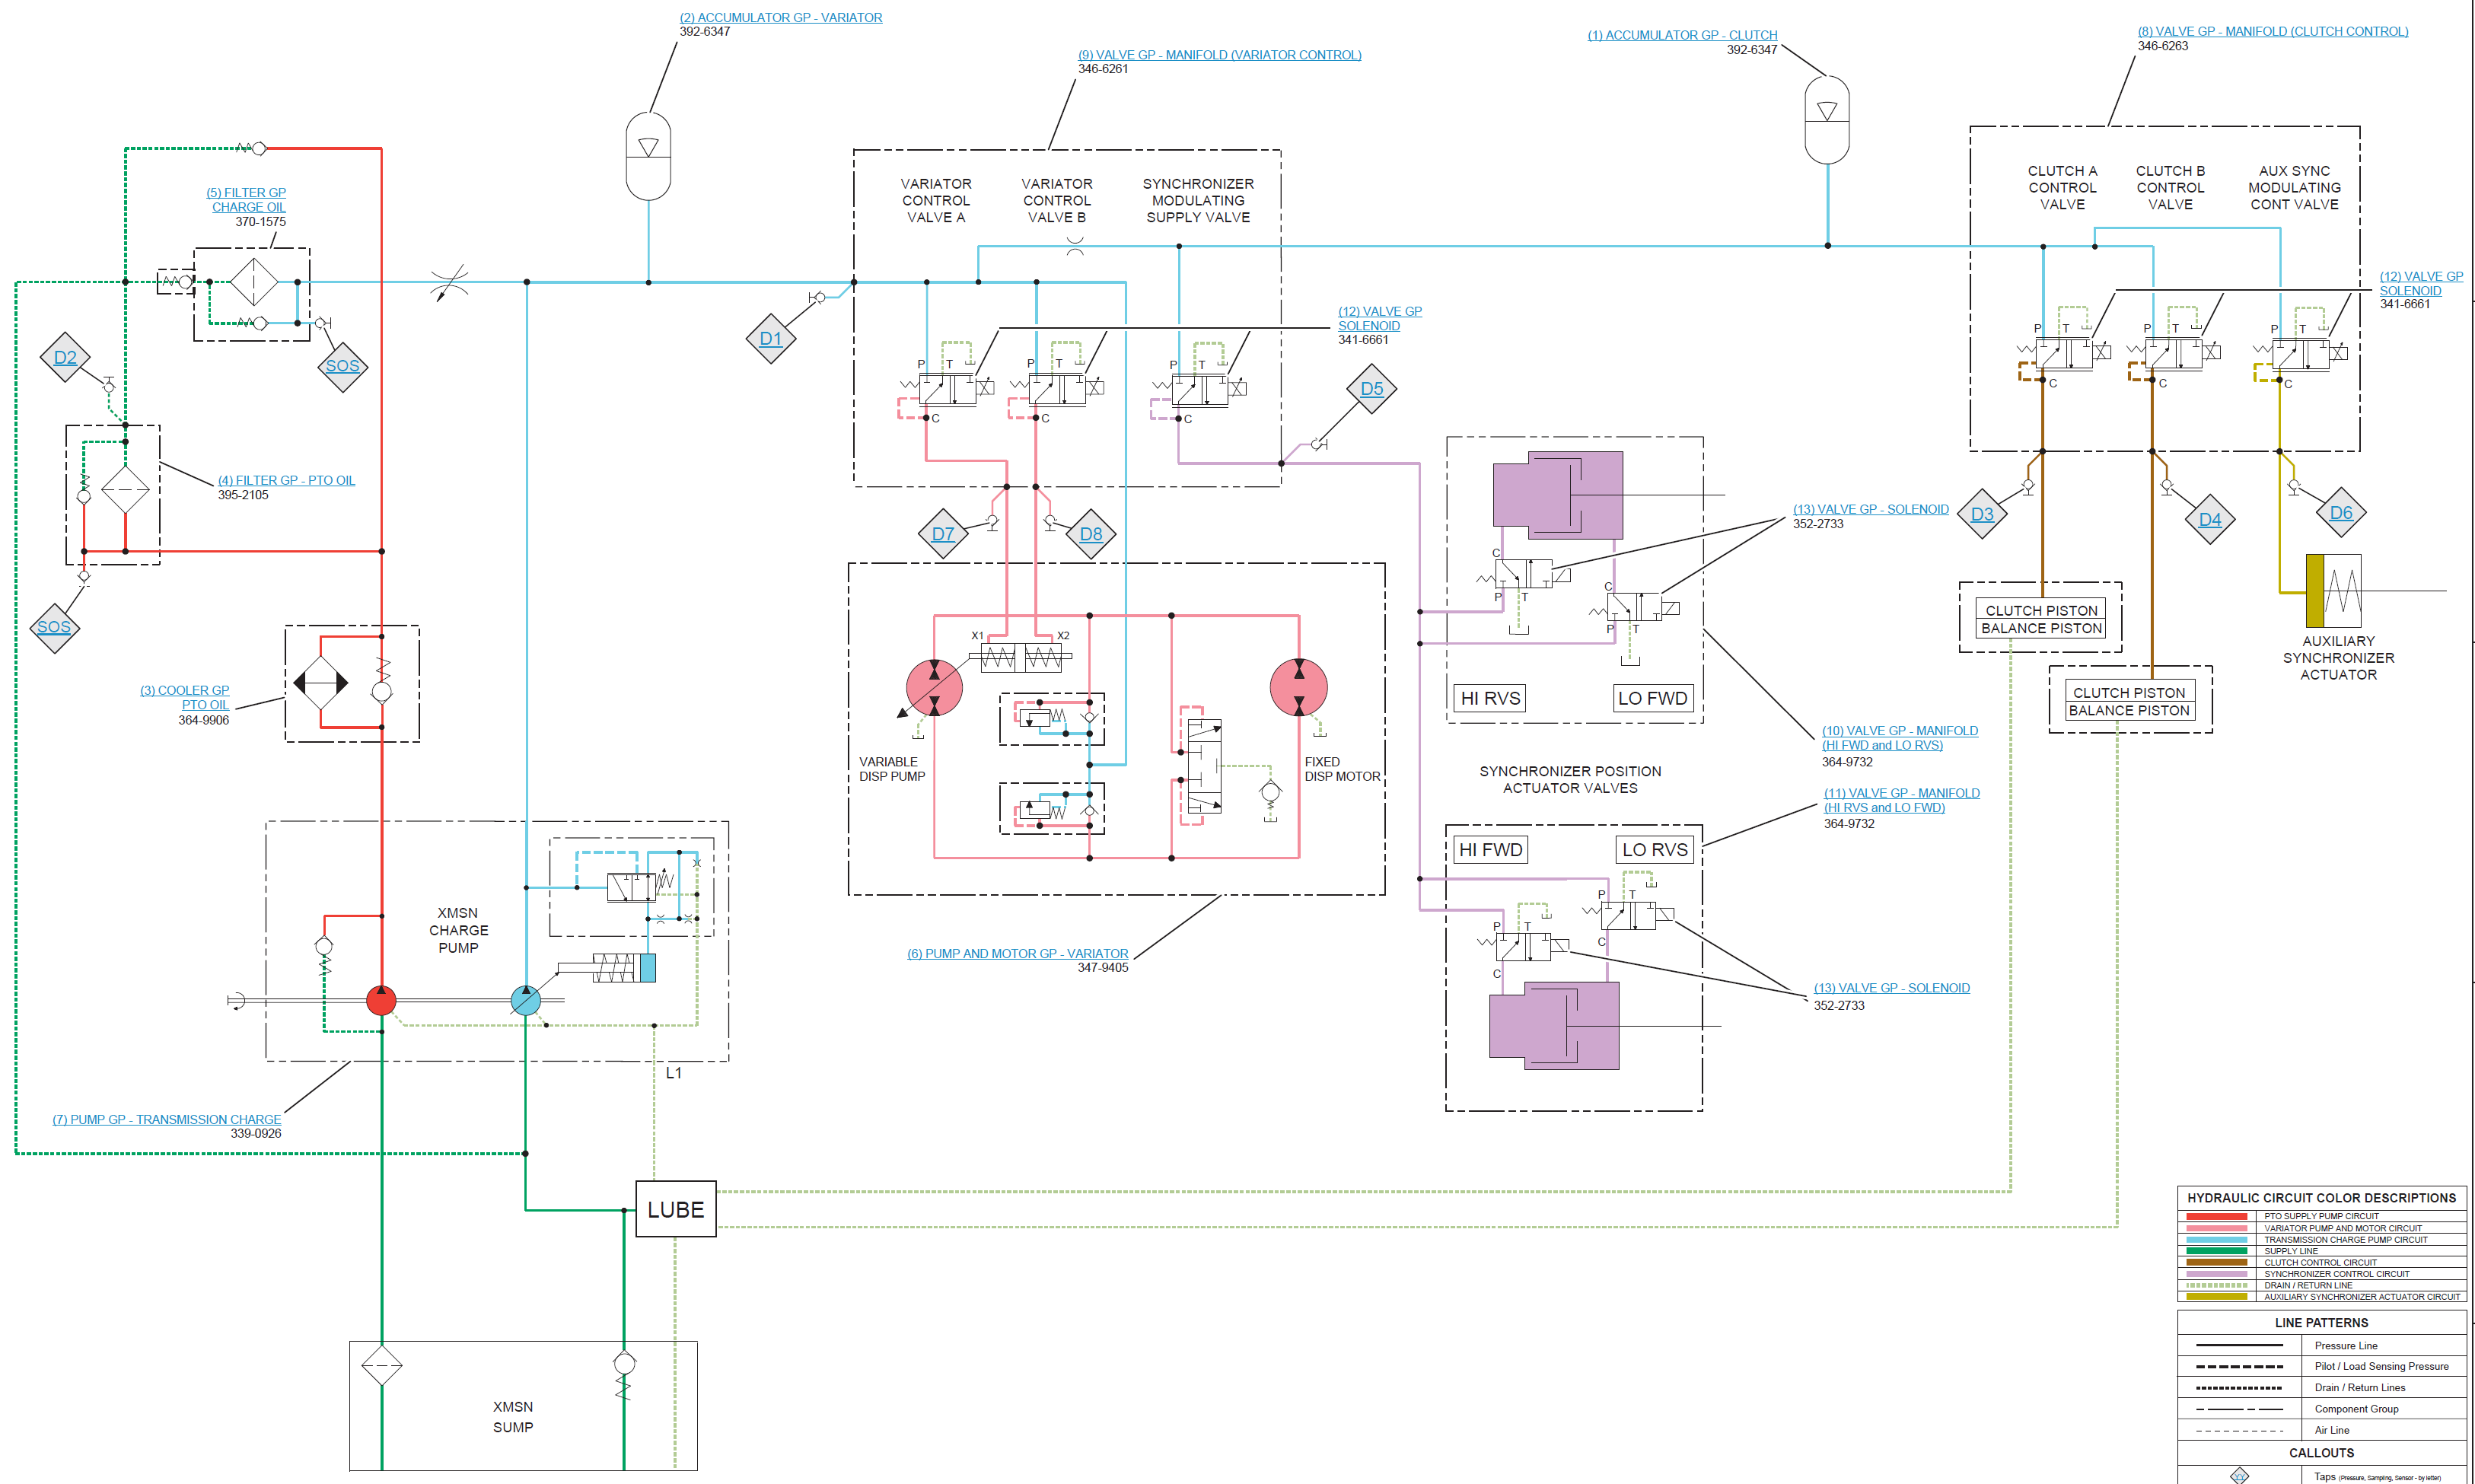 (2) ACCUMULATOR GP - VARIATOR
392-6347
(9) VALVE GP - MANIFOLD (VARIATOR CONTROL)
346-6261
(1) ACCUMULATOR GP - CLUTCH
392-6347
(8) VALVE GP - MANIFOLD (CLUTCH CONTROL)
346-6263
(5) FILTER GP
CHARGE OIL
370-1575
VARIATOR
CONTROL
VALVE A
VARIATOR
CONTROL
VALVE B
SYNCHRONIZER
MODULATING
SUPPLY VALVE
CLUTCH A
CONTROL
VALVE
CLUTCH B
CONTROL
VALVE
AUX SYNC
MODULATING
CONT VALVE
(12) VALVE GP
SOLENOID
341-6661
(12) VALVE GP
SOLENOID
341-6661
D2
SOS
D1
P
T
C
P
T
C
P
T
C
D5
P
T
C
P
T
C
P
T
C
(4) FILTER GP - PTO OIL
395-2105
SOS
D7
D8
(13) VALVE GP - SOLENOID
352-2733
D3
D4
D6
C
P
T
C
P
T
X1
X2
CLUTCH PISTON
BALANCE PISTON
CLUTCH PISTON
BALANCE PISTON
AUXILIARY
SYNCHRONIZER
ACTUATOR
(3) COOLER GP
PTO OIL
364-9906
HI RVS
LO FWD
VARIABLE
DISP PUMP
FIXED
DISP MOTOR
(10) VALVE GP - MANIFOLD
(HI FWD and LO RVS)
364-9732
SYNCHRONIZER POSITION
ACTUATOR VALVES
(11) VALVE GP - MANIFOLD
(HI RVS and LO FWD)
364-9732
HI FWD
LO RVS
P
T
C
P
T
C
XMSN
CHARGE
PUMP
(6) PUMP AND MOTOR GP - VARIATOR
347-9405
(13) VALVE GP - SOLENOID
352-2733
L1
(7) PUMP GP - TRANSMISSION CHARGE
339-0926
LUBE
XMSN
SUMP
HYDRAULIC CIRCUIT COLOR DESCRIPTIONS
PTO SUPPLY PUMP CIRCUIT
VARIATOR PUMP AND MOTOR CIRCUIT
TRANSMISSION CHARGE PUMP CIRCUIT
SUPPLY LINE
CLUTCH CONTROL CIRCUIT
SYNCHRONIZER CONTROL CIRCUIT
DRAIN / RETURN LINE
AUXILIARY SYNCHRONIZER ACTUATOR CIRCUIT
LINE PATTERNS
Pressure Line
Pilot / Load Sensing Pressure
Drain / Return Lines
Component Group
Air Line
CALLOUTS
Taps (Pressure, Sampling, Sensor - by letter)